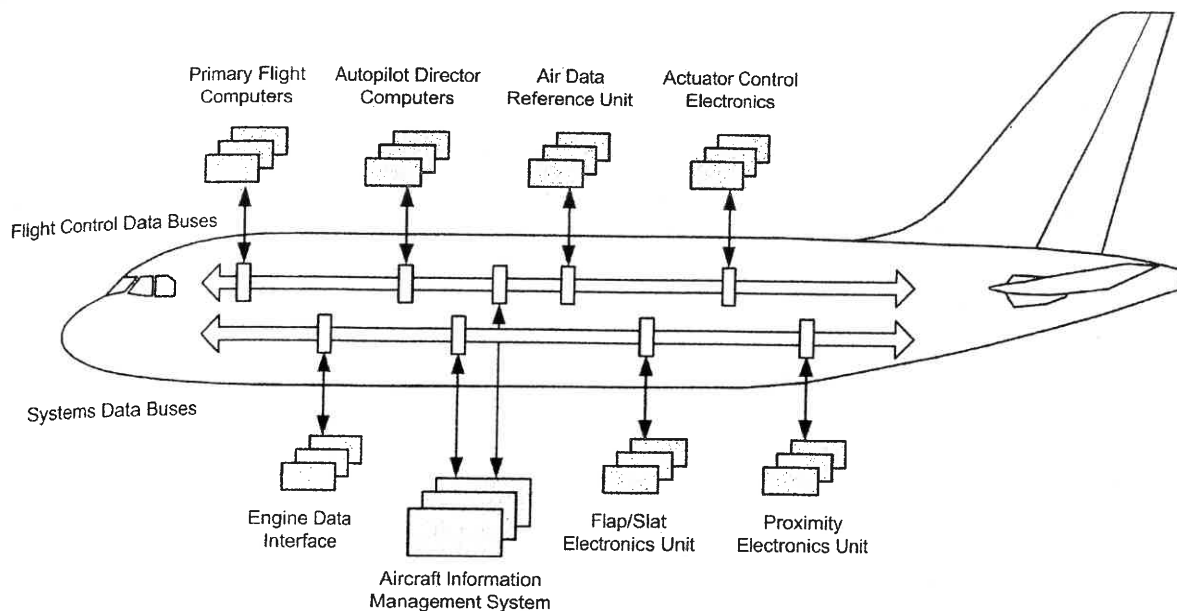 Primary Flight
Computers
Autopilot Director
Computers
Air Data
Reference Unit
Actuator Control
Electronics
Flight Control Data Buses
Systems Data Buses
Engine Data
Interface
Aircraft Information
Management System
Flap/Slat
Electronics Unit
Proximity
Electronics Unit